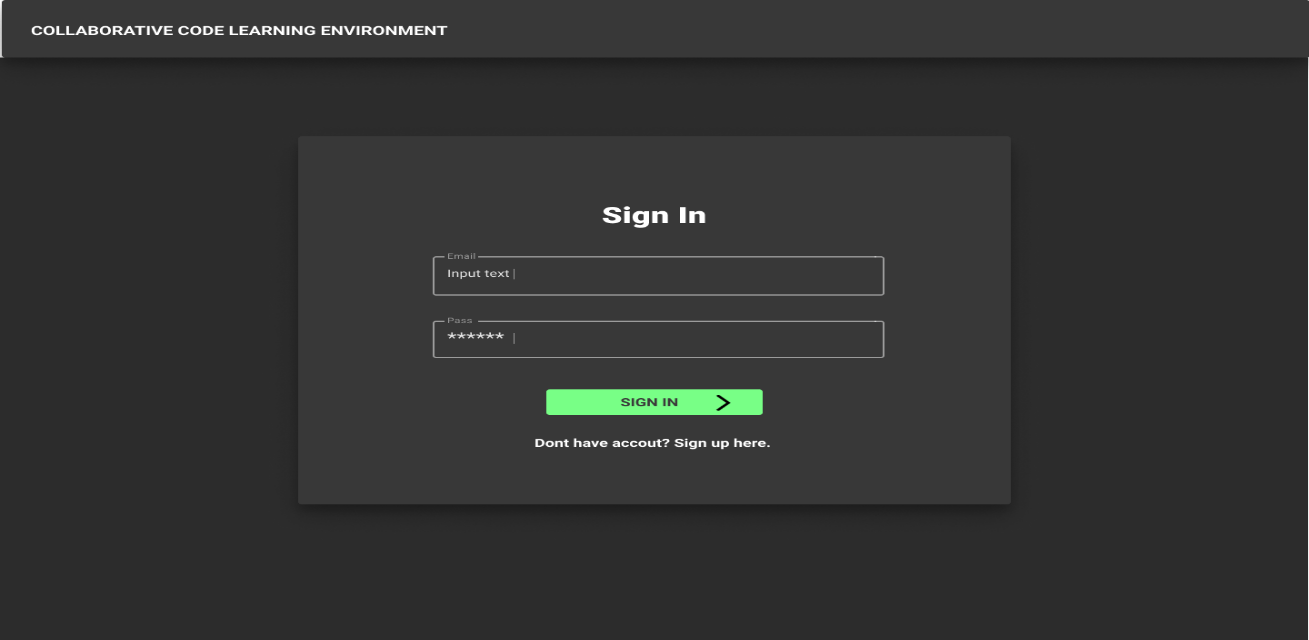 COLLABORATIVE CODE LEARNING ENVIRONMENT
Sign In
Email
Input text |
Pass
****** |
SIGN IN >
Dont have accout? Sign up here.